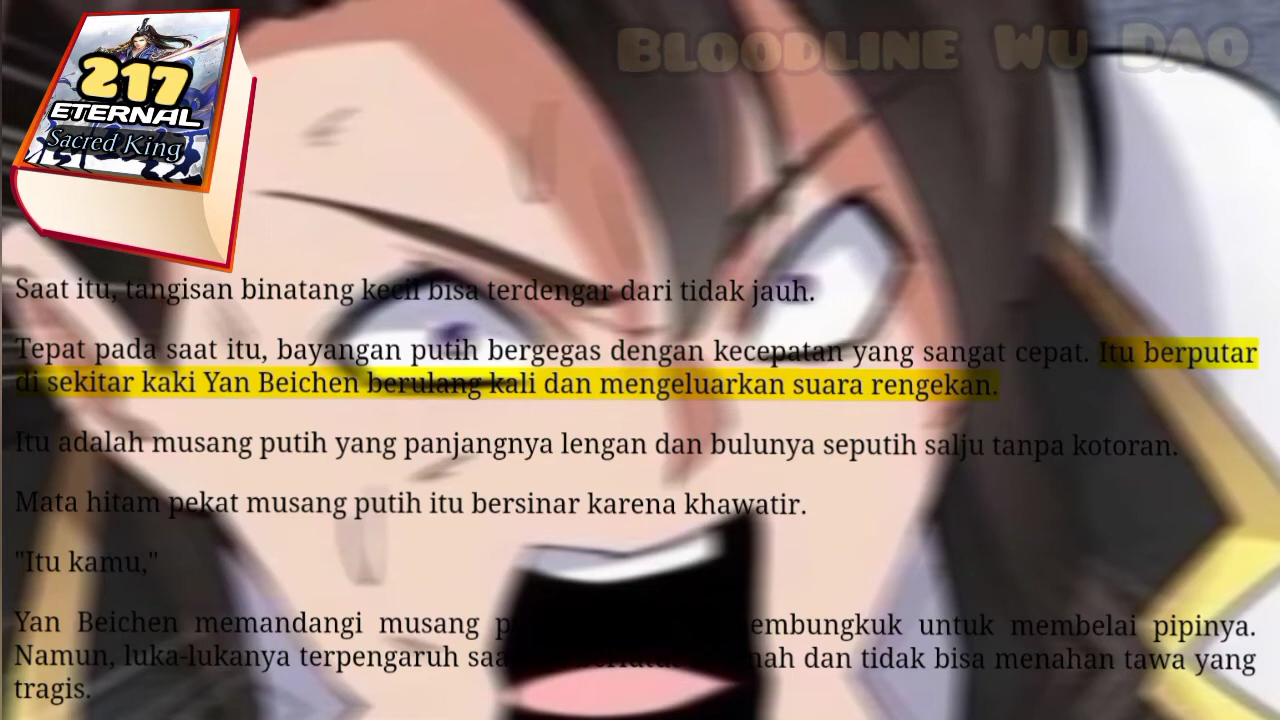 BLOODLINE WU DAO
217
ETERNAL
Sacred King
Saat itu, tangisan binatang kecil bisa terdengar dari tidak jauh.
Tepat pada saat itu, bayangan putih bergegas dengan kecepatan yang sangat cepat. Itu berputar
di sekitar kaki Yan Beichen berulang kali dan mengeluarkan suara rengekan.
Itu adalah musang putih yang panjangnya lengan dan bulunya seputih salju tanpa kotoran.
Mata hitam pekat musang putih itu bersinar karena khawatir.
"Itu kamu,"
Yan Beichen memandangi musang untuk membelai pipinya.
Namun, luka-lukanya terpengaruh dan tidak bisa menahan tawa yang
tragis.